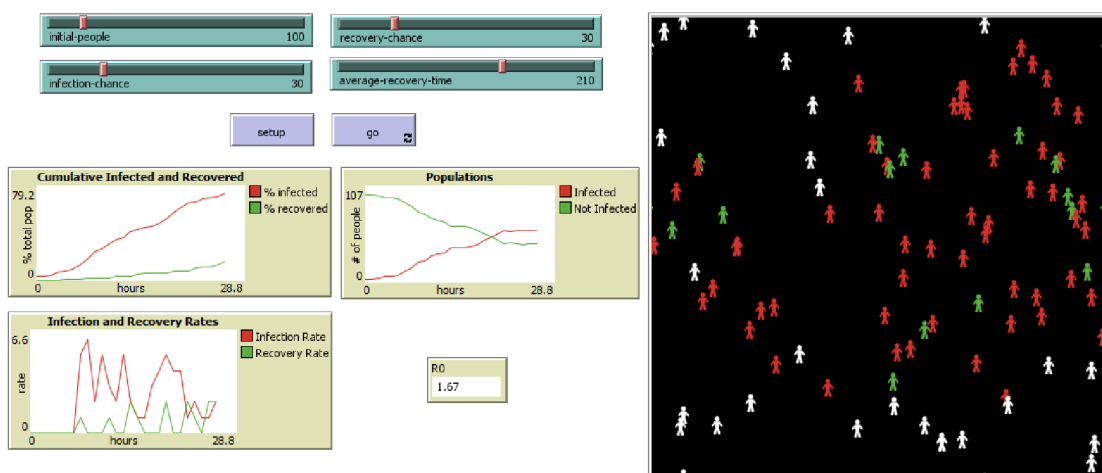 initial-people 100
recovery-chance 30
infection-chance 30
average-recovery-time 210
setup
go
Cumulative Infected and Recovered
79.2
% total pop
0
0 hours 28.8
% infected
% recovered
Populations
107
# of people
0
0 hours 28.8
Infected
Not Infected
Infection and Recovery Rates
6.6
rate
0
0 hours 28.8
Infection Rate
Recovery Rate
R0
1.67